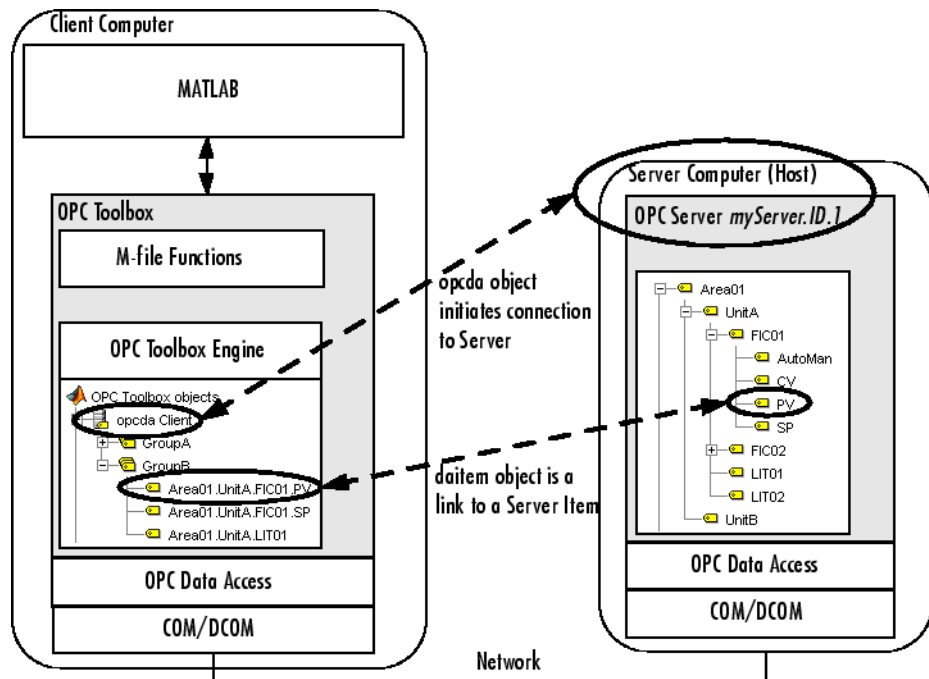 Client Computer
MATLAB
OPC Toolbox
M-file Functions
OPC Toolbox Engine
OPC Toolbox objects
opcda Client
GroupA
GroupB
Area01.UnitA.FIC01.PV
Area01.UnitA.FIC01.SP
Area01.UnitA.LIT01
OPC Data Access
COM/DCOM
opcda object
initiates connection
to Server
daitem object is a
link to a Server Item
Server Computer (Host)
OPC Server myServer.ID.1
Area01
UnitA
FIC01
AutoMan
CV
PV
SP
FIC02
LIT01
LIT02
UnitB
OPC Data Access
COM/DCOM
Network